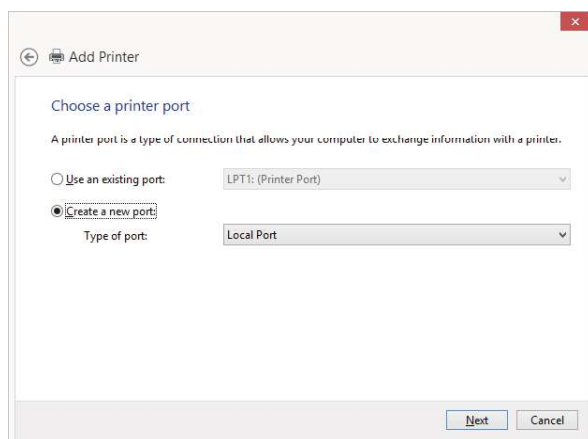 Add Printer
Choose a printer port
A printer port is a type of connection that allows your computer to exchange information with a printer.
Use an existing port: LPT1: (Printer Port)
Create a new port:
Type of port: Local Port
Next Cancel